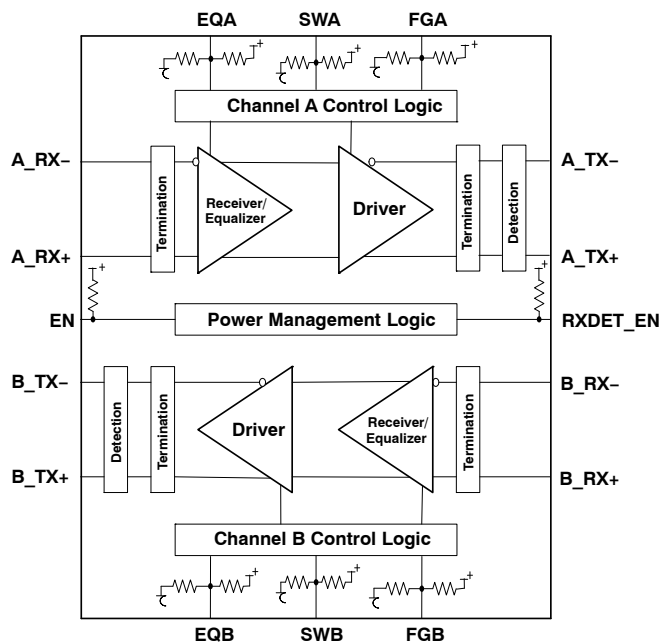 EQA SWA FGA
+ + +
Channel A Control Logic
A_RX− A_TX−
Termination
Receiver/
Equalizer
Driver
Termination
Detection
A_RX+ A_TX+
+ +
EN Power Management Logic RXDET_EN
B_TX− B_RX−
Detection
Termination
Driver
Receiver/
Equalizer
Termination
B_TX+ B_RX+
Channel B Control Logic
+ + +
EQB SWB FGB